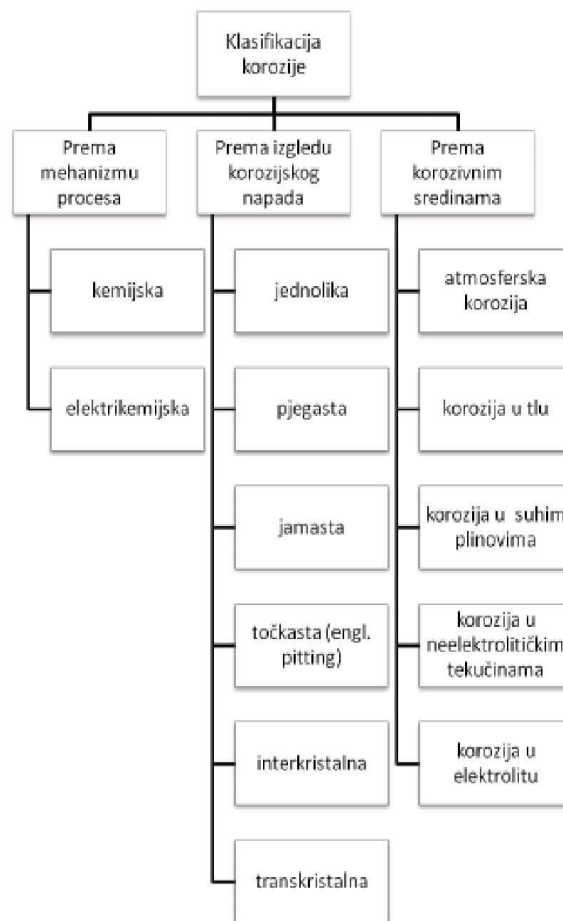 Klasifikacija
korozije
Prema
mehanizmu
procesa
kemijska
elektrikemijska
Prema izgledu
korozijskog
napada
jednolika
pjegasta
jamasta
točkasta (engl.
pitting)
interkristalna
transkristalna
Prema
korozivnim
sredinama
atmosferska
korozija
korozija u tlu
korozija u suhim
plinovima
korozija u
neelektrolitičkim
tekučinama
korozija u
elektrolitu